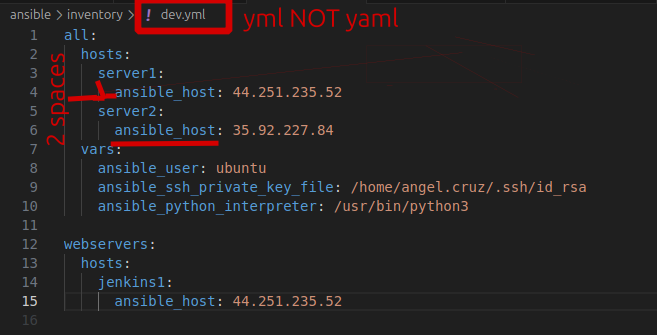 ansible > inventory > ! dev.yml
yml NOT yaml
2 spaces
1 all:
2   hosts:
3     server1:
4       ansible_host: 44.251.235.52
5     server2:
6       ansible_host: 35.92.227.84
7   vars:
8     ansible_user: ubuntu
9     ansible_ssh_private_key_file: /home/angel.cruz/.ssh/id_rsa
10     ansible_python_interpreter: /usr/bin/python3
11
12 webservers:
13   hosts:
14     jenkins1:
15       ansible_host: 44.251.235.52
16